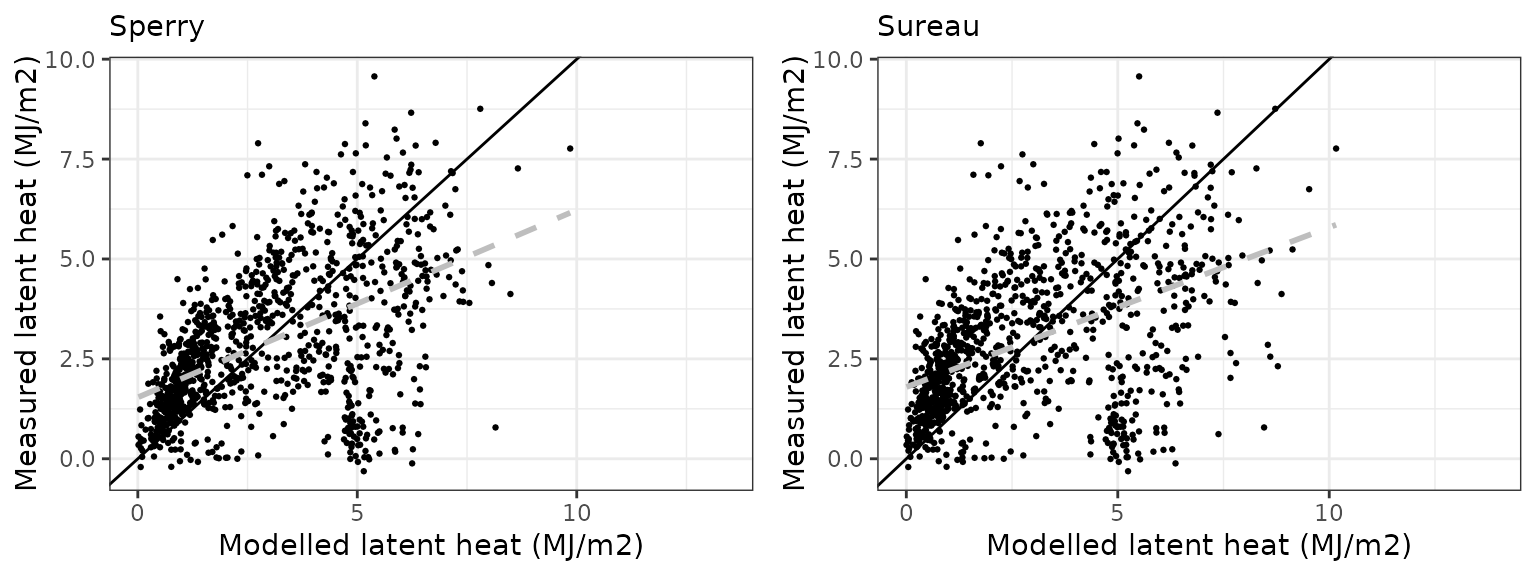 Sperry
Measured latent heat (MJ/m2)
10.0
7.5
5.0
2.5
0.0
0 5 10
Modelled latent heat (MJ/m2)
Sureau
Measured latent heat (MJ/m2)
10.0
7.5
5.0
2.5
0.0
0 5 10
Modelled latent heat (MJ/m2)